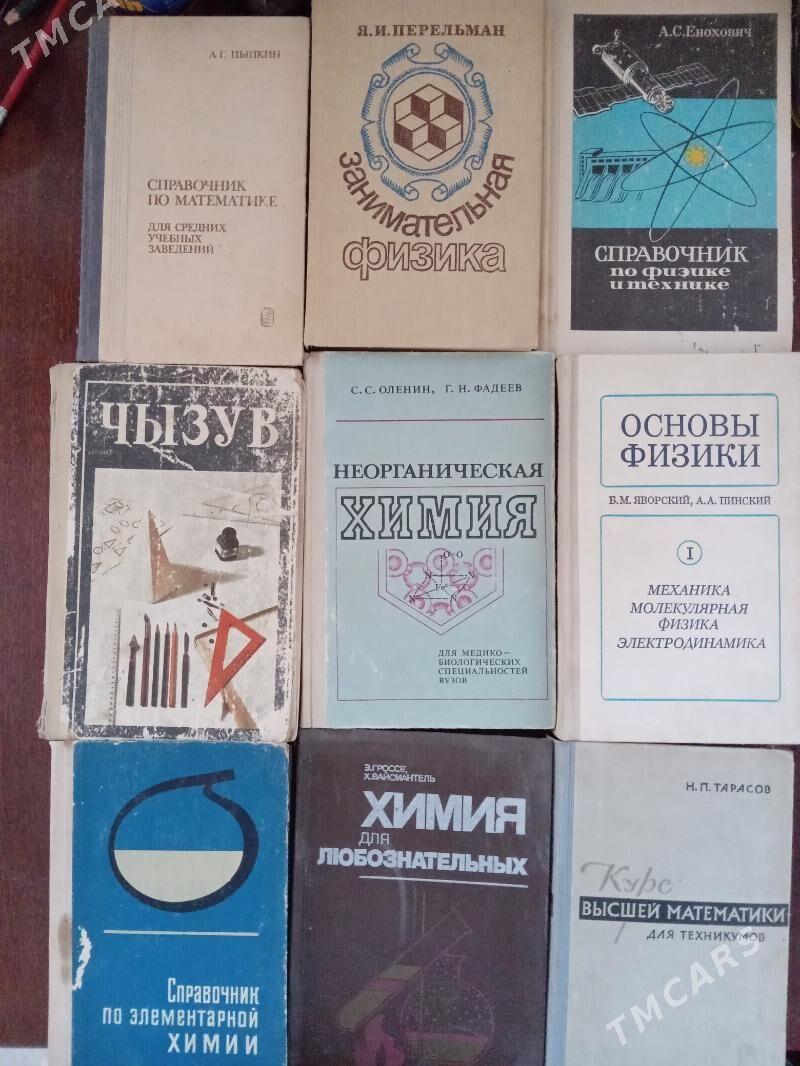 TMCARS
А.Г. ЦЫПКИН
СПРАВОЧНИК
ПО МАТЕМАТИКЕ
ДЛЯ СРЕДНИХ
УЧЕБНЫХ
ЗАВЕДЕНИЙ
Я.И. ПЕРЕЛЬМАН
занимательная
физика
А.С.Енохович
СПРАВОЧНИК
по физике
и технике
ЧЫЗУВ
С. С. ОЛЕНИН, Г. Н. ФАДЕЕВ
НЕОРГАНИЧЕСКАЯ
ХИМИЯ
O=O
N
N
Fe
N
N
ДЛЯ МЕДИКО-
БИОЛОГИЧЕСКИХ
СПЕЦИАЛЬНОСТЕЙ
ВУЗОВ
ОСНОВЫ
ФИЗИКИ
Б.М. ЯВОРСКИЙ, А.А. ПИНСКИЙ
I
МЕХАНИКА
МОЛЕКУЛЯРНАЯ
ФИЗИКА
ЭЛЕКТРОДИНАМИКА
Справочник
по элементарной
химии
Э.ГРОССЕ,
Х.ВАЙСМАНТЕЛЬ
ХИМИЯ
ДЛЯ
ЛЮБОЗНАТЕЛЬНЫХ
Н. П. ТАРАСОВ
Курс
ВЫСШЕЙ МАТЕМАТИКИ
ДЛЯ ТЕХНИКУМОВ
TMCARS